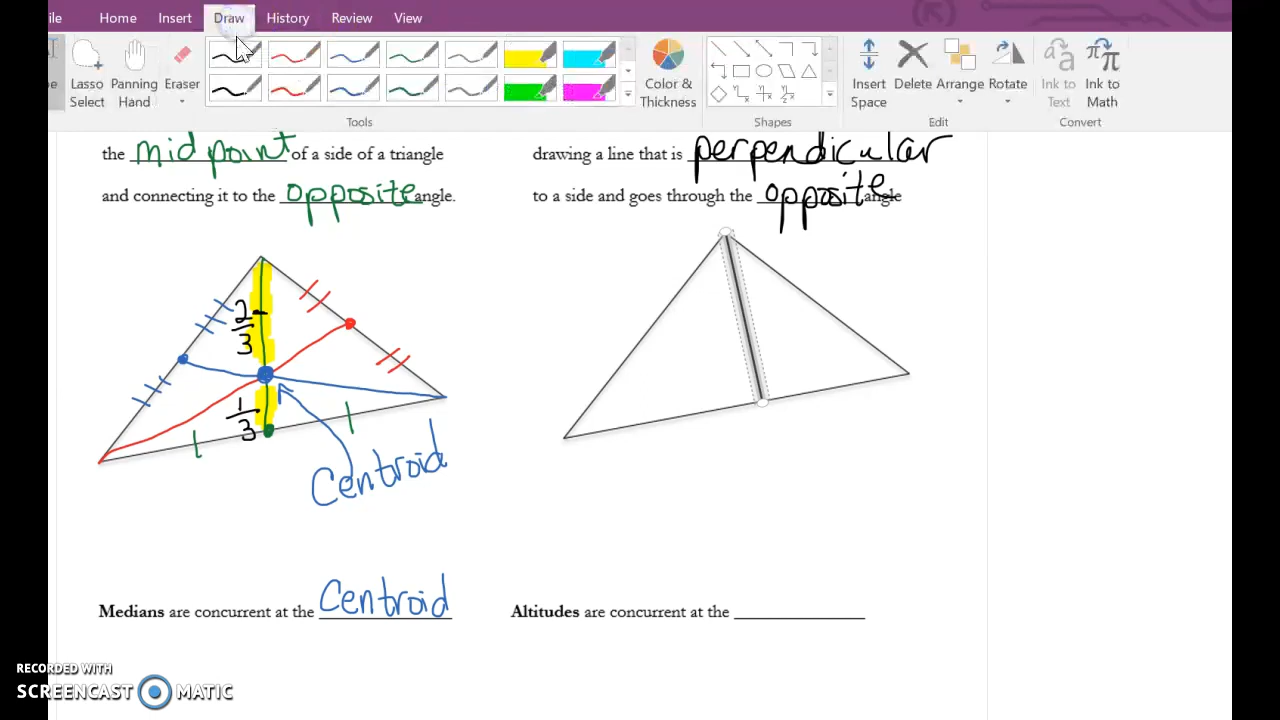 ile Home Insert Draw History Review View
Lasso Select
Panning Hand
Eraser
Color & Thickness
Insert Space
Delete
Arrange
Rotate
Ink to Text
Ink to Math
Tools
Shapes
Edit
Convert
the midpoint of a side of a triangle
and connecting it to the opposite angle.
drawing a line that is perpendicular
to a side and goes through the opposite angle
2
3
1
3
Centroid
Medians are concurrent at the Centroid
Altitudes are concurrent at the ______________
RECORDED WITH
SCREENCAST MATIC